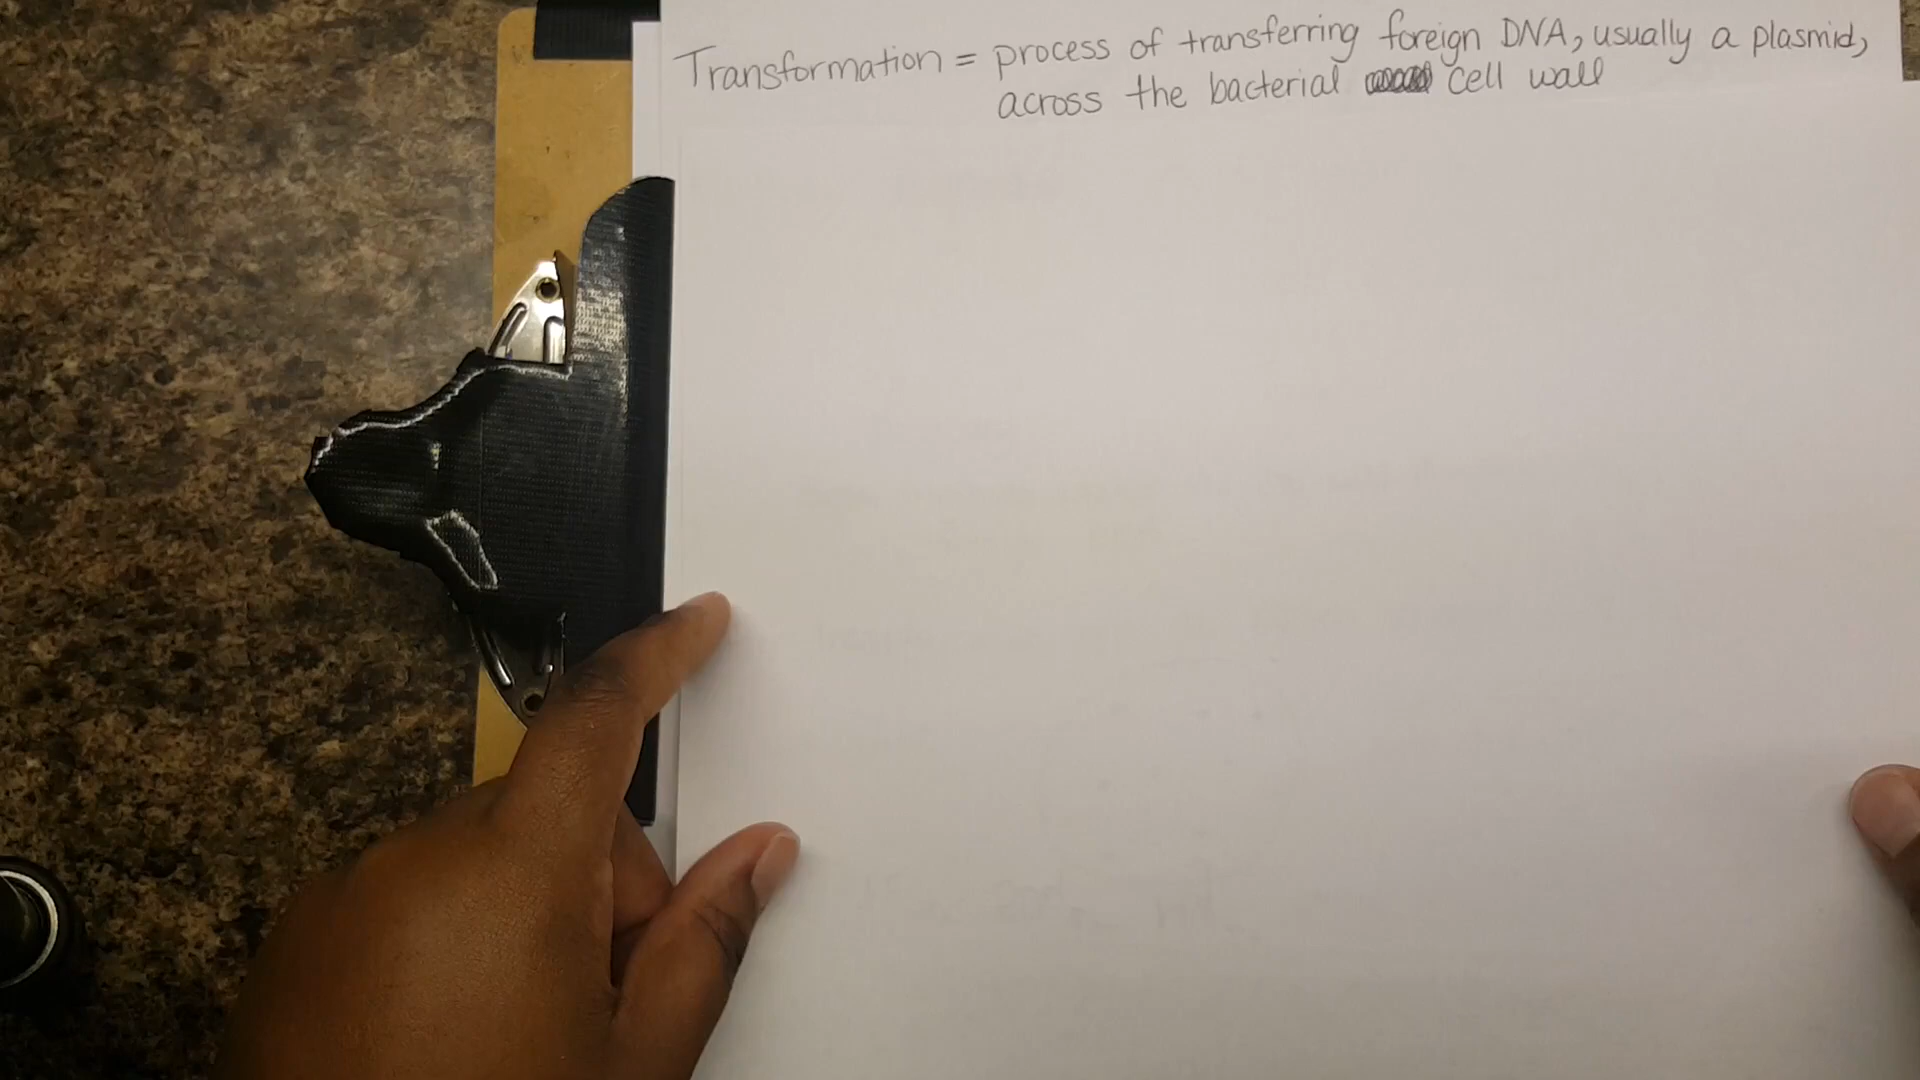 Transformation = process of transferring foreign DNA, usually a plasmid,
across the bacterial cell wall